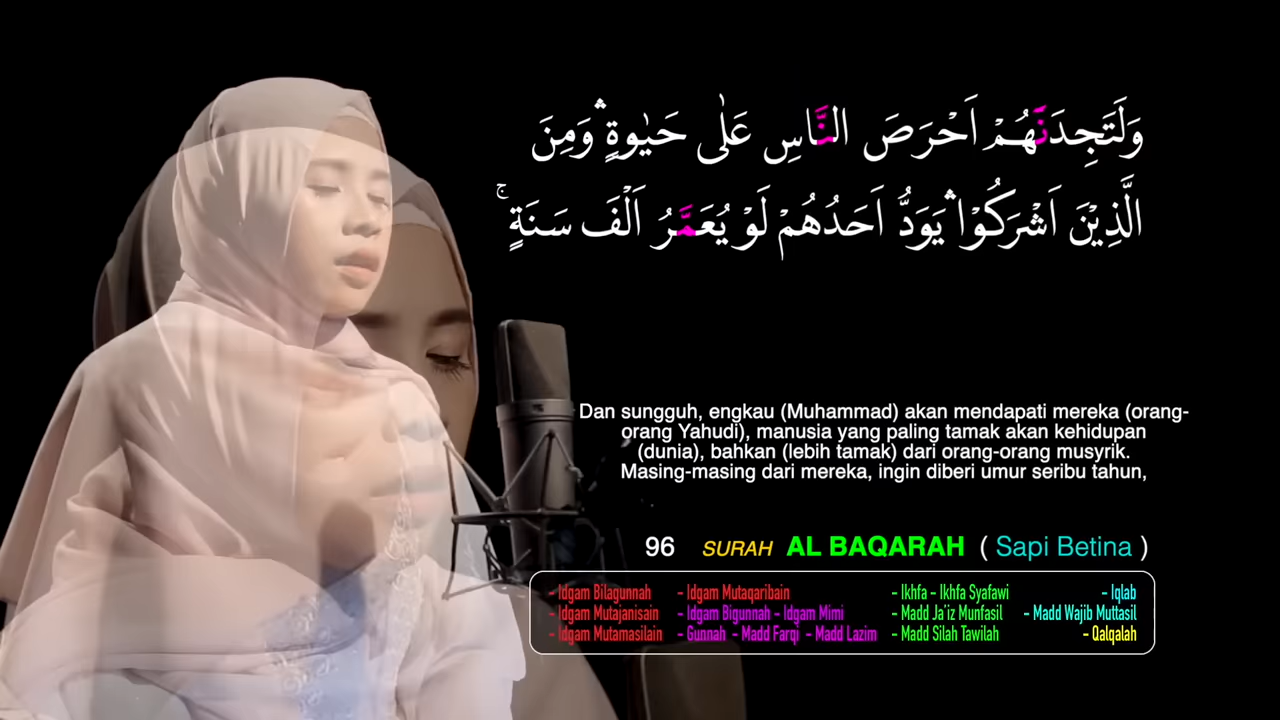 وَلَتَجِدَنَّهُمْ اَحْرَصَ النَّاسِ عَلٰى حَيٰوةٍ ۛوَمِنَ
الَّذِيْنَ اَشْرَكُوْا ۛيَوَدُّ اَحَدُهُمْ لَوْ يُعَمَّرُ اَلْفَ سَنَةٍۚ
Dan sungguh, engkau (Muhammad) akan mendapati mereka (orang-
orang Yahudi), manusia yang paling tamak akan kehidupan
(dunia), bahkan (lebih tamak) dari orang-orang musyrik.
Masing-masing dari mereka, ingin diberi umur seribu tahun,
96 SURAH AL BAQARAH ( Sapi Betina )
- Idgam Bilagunnah - Idgam Mutaqaribain - Ikhfa - Ikhfa Syafawi - Iqlab
- Idgam Mutajanisain - Idgam Bigunnah - Idgam Mimi - Madd Ja'iz Munfasil - Madd Wajib Muttasil
- Idgam Mutamasilain - Gunnah - Madd Farqi - Madd Lazim - Madd Silah Tawilah - Qalqalah